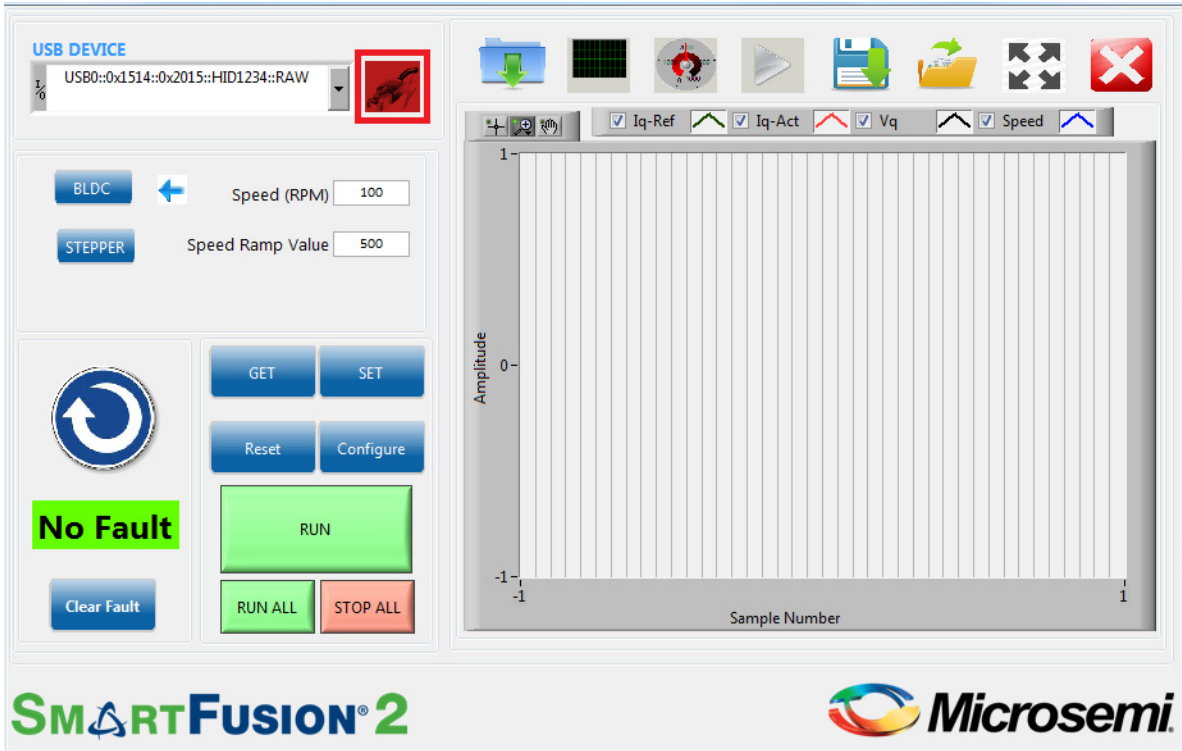 USB DEVICE
I/O USB0::0x1514::0x2015::HID1234::RAW
BLDC
Speed (RPM) 100
STEPPER
Speed Ramp Value 500
GET
SET
Reset
Configure
No Fault
RUN
Clear Fault
RUN ALL
STOP ALL
Iq-Ref
Iq-Act
Vq
Speed
1
Amplitude
0
-1
-1
1
Sample Number
SMARTFUSION® 2
Microsemi.